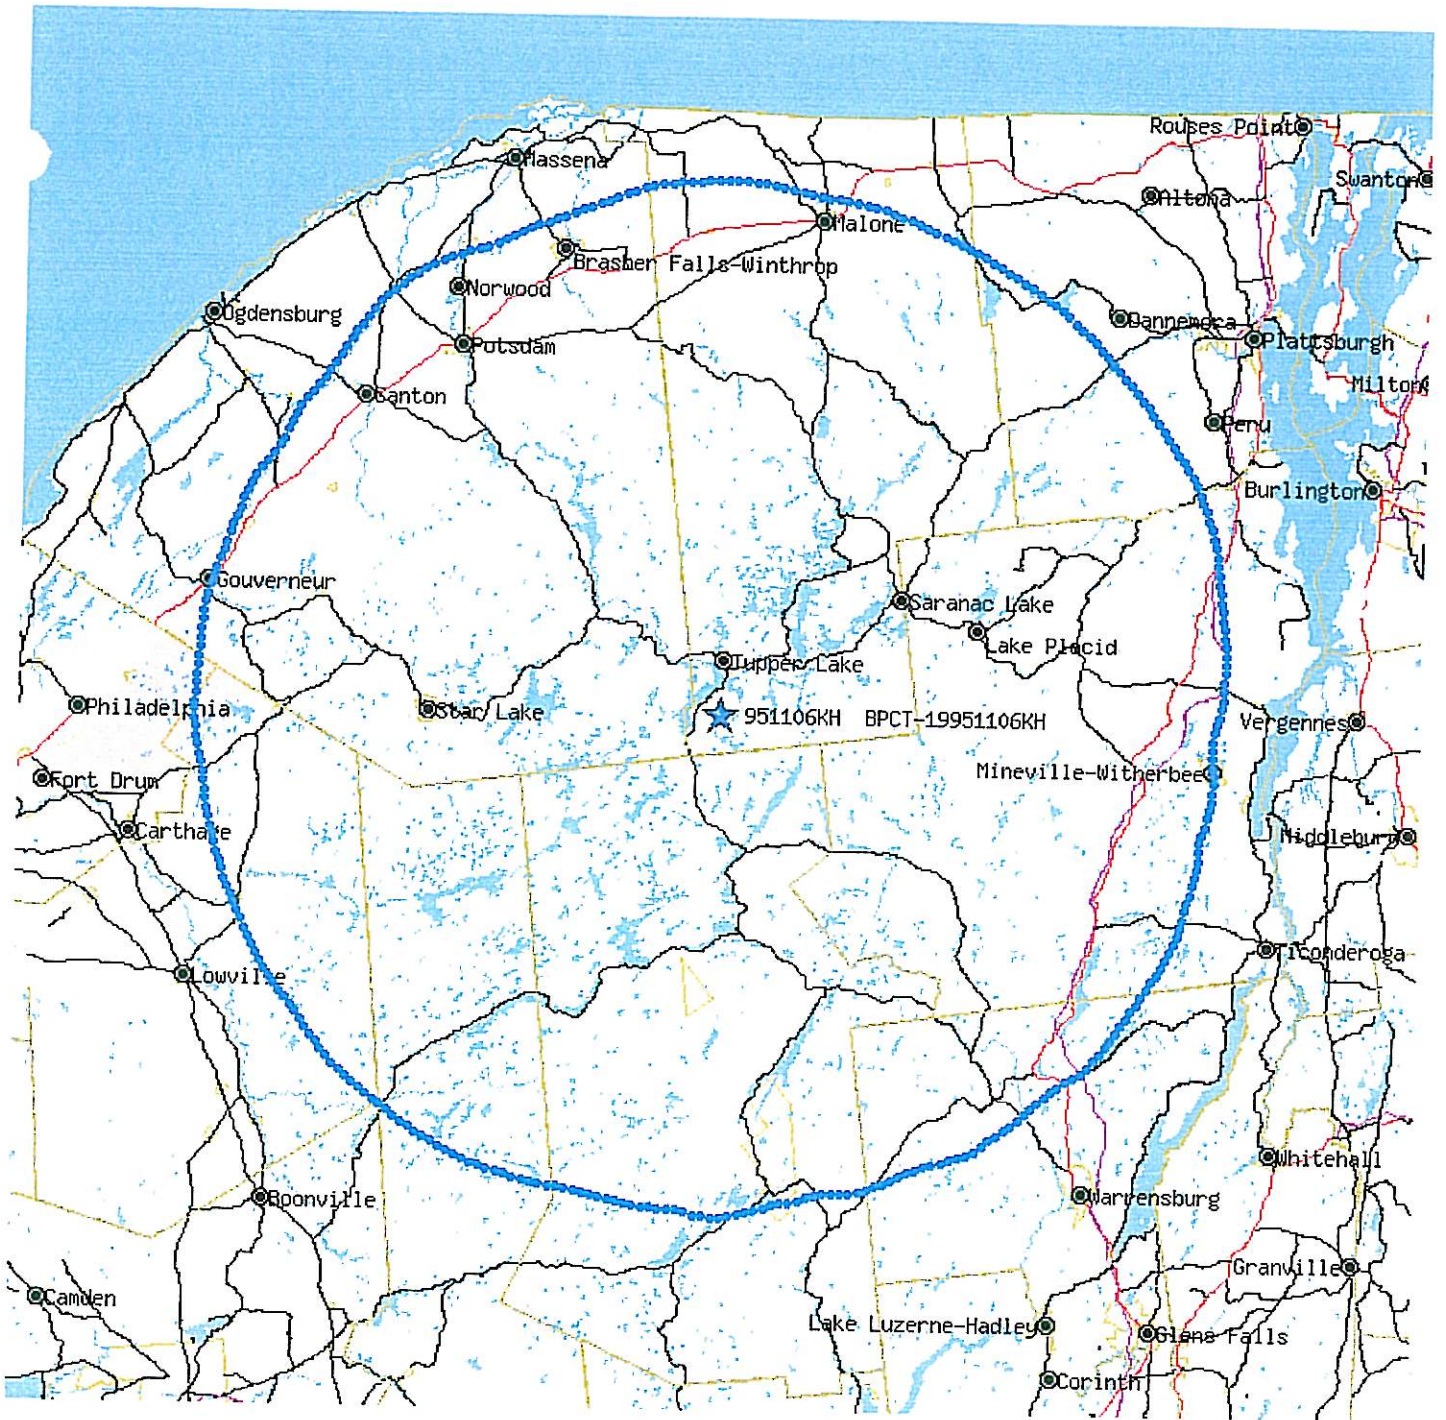 Rouses Point
Massena
Swanton
Altona
Malone
Brasher Falls-Winthrop
Norwood
Ogdensburg
Dannemora
Plattsburgh
Potsdam
Milton
Canton
Peru
Burlington
Gouverneur
Saranac Lake
Lake Placid
Tupper Lake
Philadelphia
Star Lake
951106KH BPCT-19951106KH
Vergennes
Mineville-Witherbee
Fort Drum
Carthage
Middlebury
Ticonderoga
Lowville
Whitehall
Boonville
Warrensburg
Granville
Camden
Lake Luzerne-Hadley
Glens Falls
Corinth